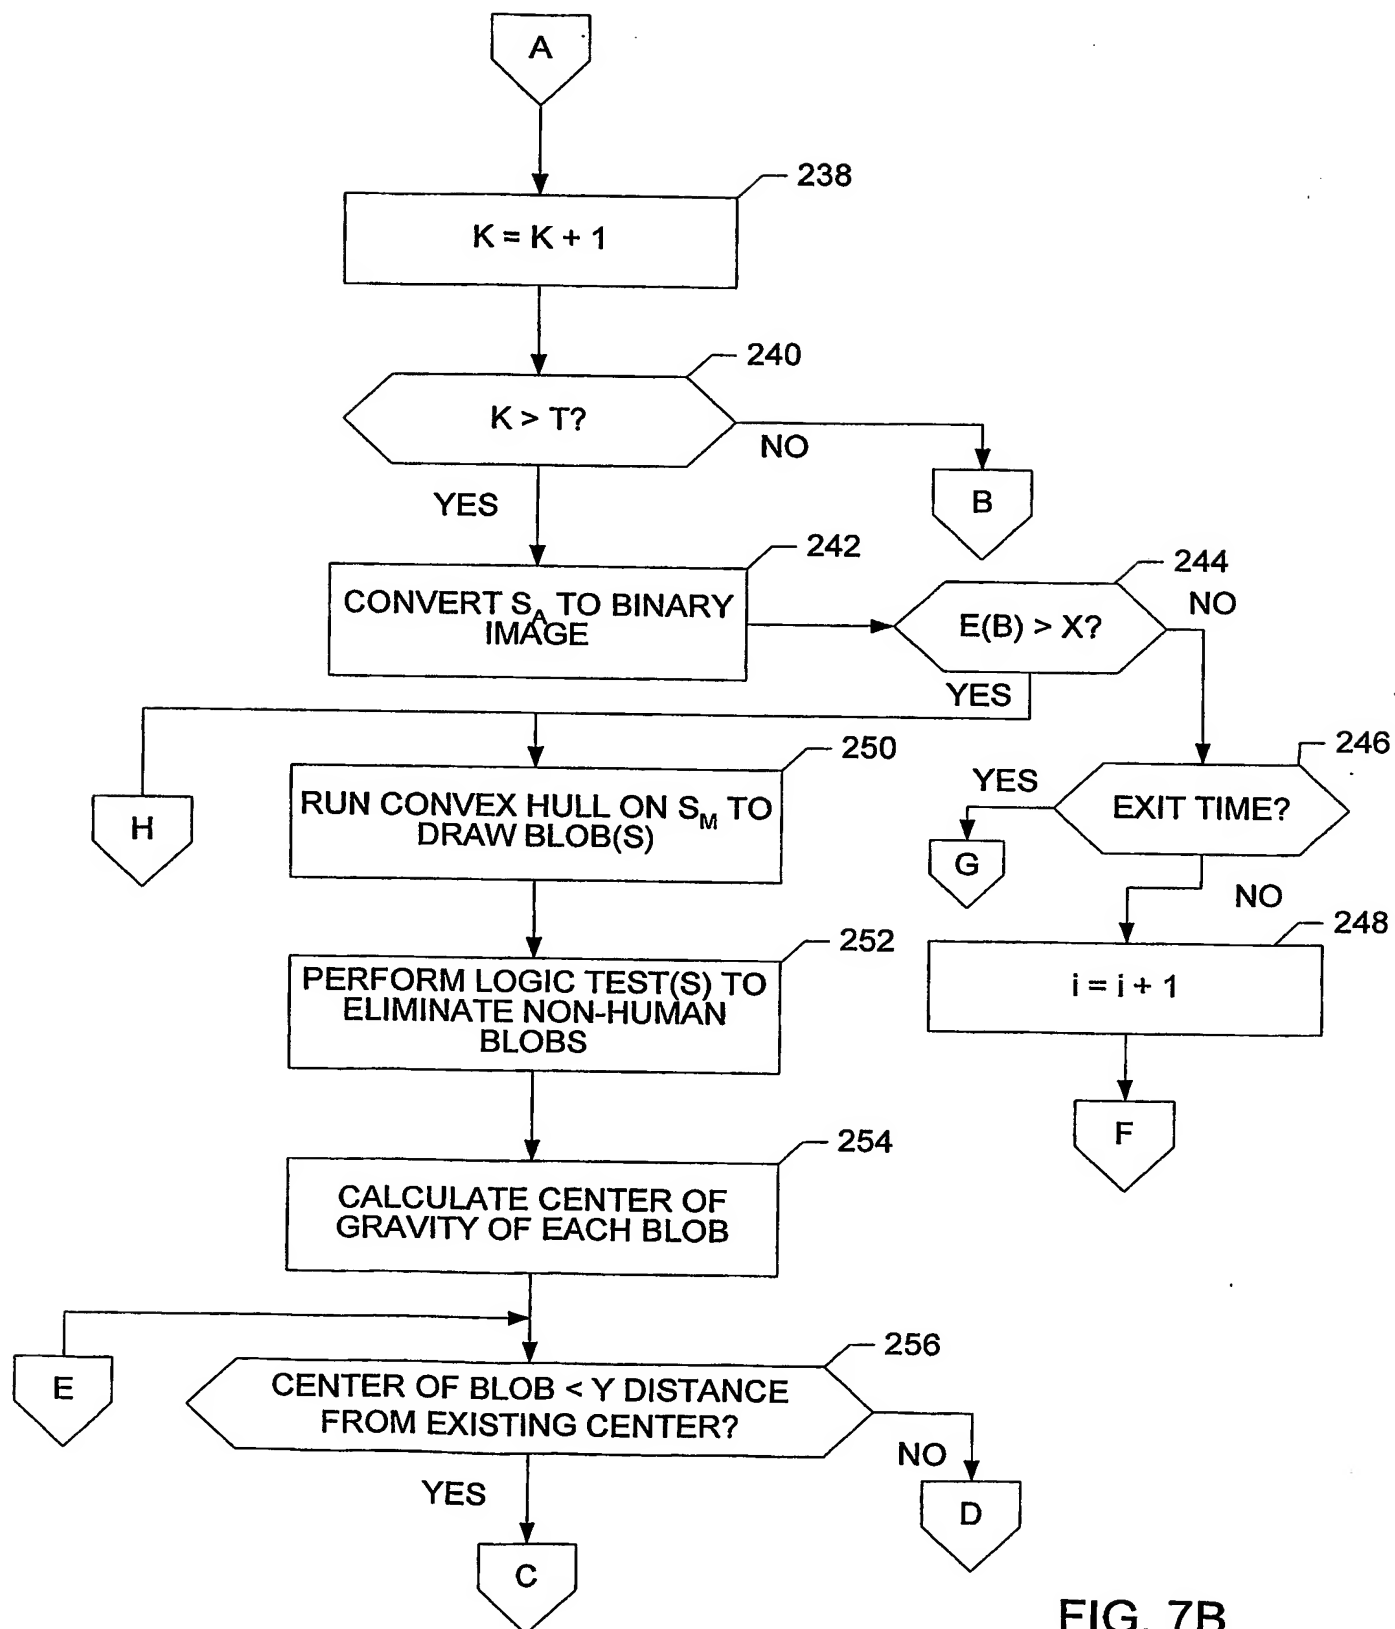 A
238
K = K + 1
240
K > T?
NO
B
YES
242
CONVERT S_A TO BINARY
IMAGE
244
E(B) > X?
NO
YES
H
250
RUN CONVEX HULL ON S_M TO
DRAW BLOB(S)
246
EXIT TIME?
YES
G
NO
248
i = i + 1
F
252
PERFORM LOGIC TEST(S) TO
ELIMINATE NON-HUMAN
BLOBS
254
CALCULATE CENTER OF
GRAVITY OF EACH BLOB
E
256
CENTER OF BLOB < Y DISTANCE
FROM EXISTING CENTER?
NO
D
YES
C
FIG. 7B